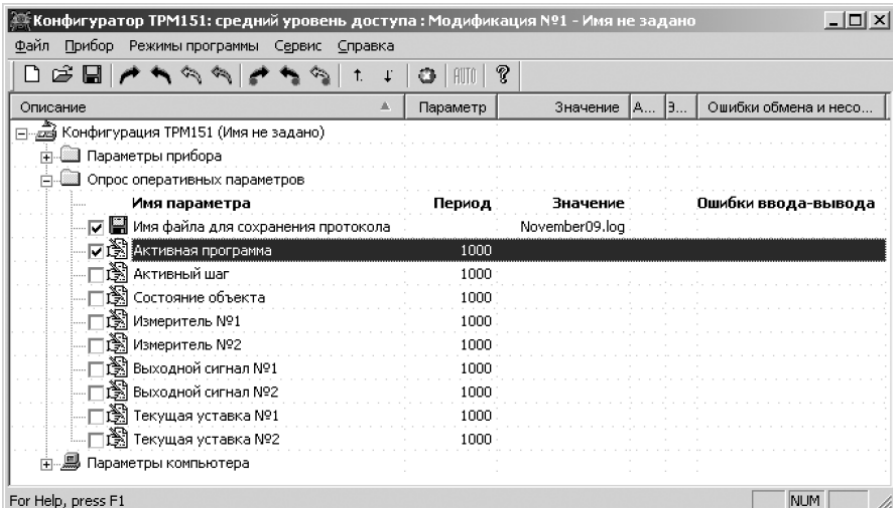 Конфигуратор ТРМ151: средний уровень доступа : Модификация №1 - Имя не задано
Файл Прибор Режимы программы Сервис Справка
AUTO
Описание Параметр Значение А... Э... Ошибки обмена и несо...
Конфигурация ТРМ151 (Имя не задано)
Параметры прибора
Опрос оперативных параметров
Имя параметра Период Значение Ошибки ввода-вывода
Имя файла для сохранения протокола November09.log
Активная программа 1000
Активный шаг 1000
Состояние объекта 1000
Измеритель №1 1000
Измеритель №2 1000
Выходной сигнал №1 1000
Выходной сигнал №2 1000
Текущая уставка №1 1000
Текущая уставка №2 1000
Параметры компьютера
For Help, press F1 NUM